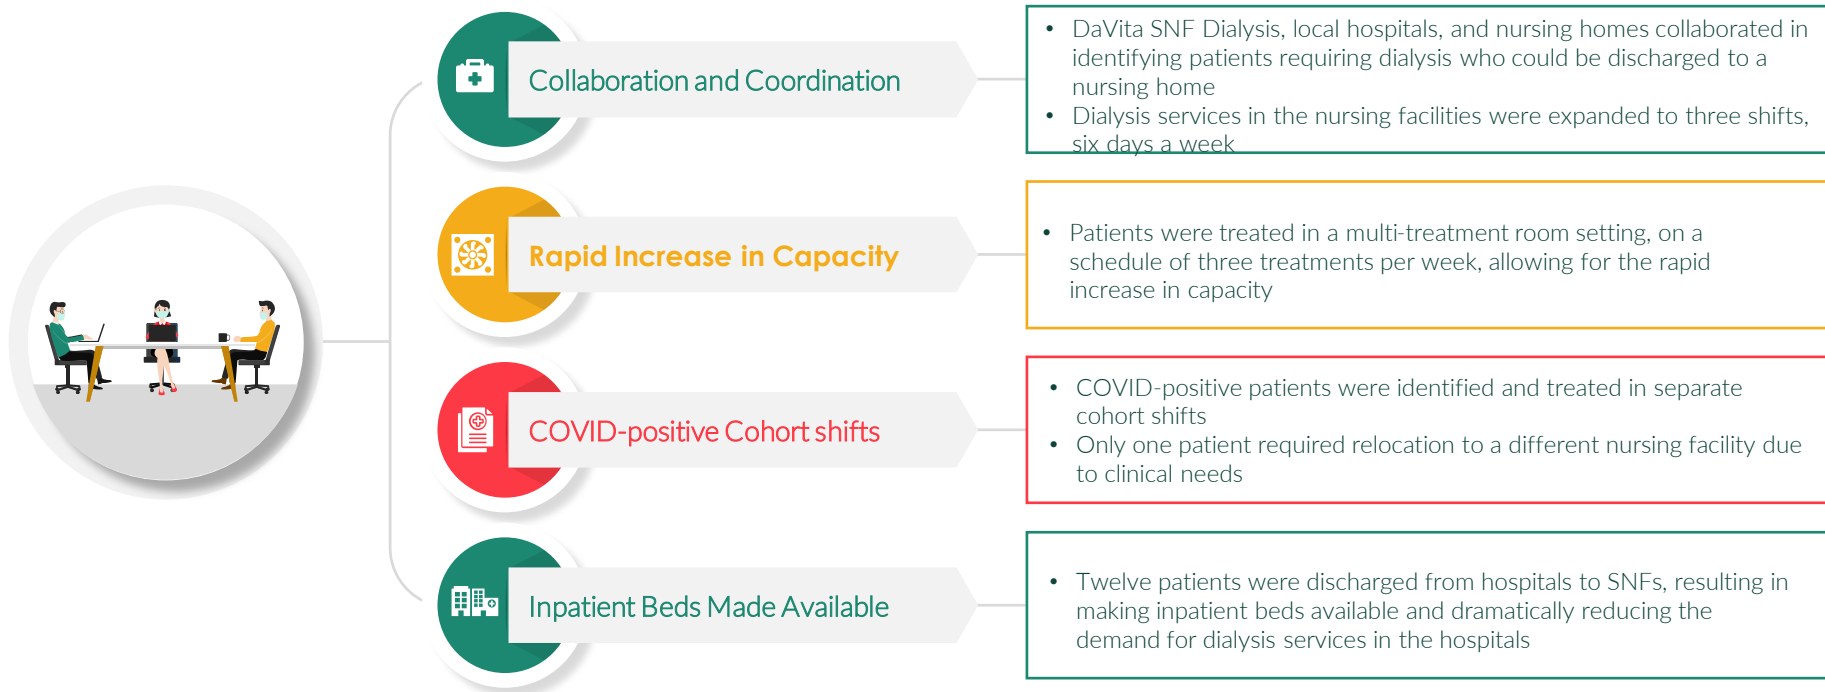 Collaboration and Coordination
• DaVita SNF Dialysis, local hospitals, and nursing homes collaborated in
identifying patients requiring dialysis who could be discharged to a
nursing home
• Dialysis services in the nursing facilities were expanded to three shifts,
six days a week
Rapid Increase in Capacity
• Patients were treated in a multi-treatment room setting, on a
schedule of three treatments per week, allowing for the rapid
increase in capacity
COVID-positive Cohort shifts
• COVID-positive patients were identified and treated in separate
cohort shifts
• Only one patient required relocation to a different nursing facility due
to clinical needs
Inpatient Beds Made Available
• Twelve patients were discharged from hospitals to SNFs, resulting in
making inpatient beds available and dramatically reducing the
demand for dialysis services in the hospitals